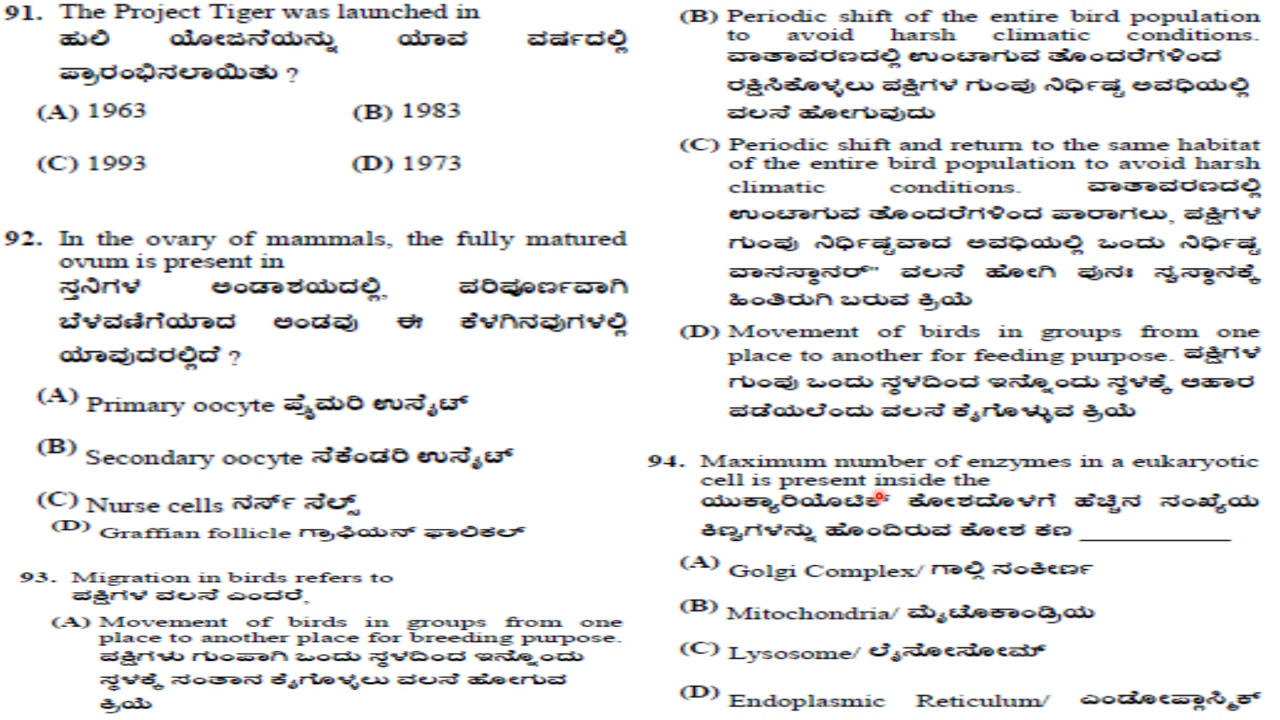 91. The Project Tiger was launched in
ಹುಲಿ ಯೋಜನೆಯನ್ನು ಯಾವ ವರ್ಷದಲ್ಲಿ
ಪ್ರಾರಂಭಿಸಲಾಯಿತು ?
(A) 1963 (B) 1983
(C) 1993 (D) 1973
92. In the ovary of mammals, the fully matured
ovum is present in
ಸ್ತನಿಗಳ ಅಂಡಾಶಯದಲ್ಲಿ, ಪರಿಪೂರ್ಣವಾಗಿ
ಬೆಳವಣಿಗೆಯಾದ ಅಂಡವು ಈ ಕೆಳಗಿನವುಗಳಲ್ಲಿ
ಯಾವುದರಲ್ಲಿದೆ ?
(A) Primary oocyte ಪ್ರೈಮರಿ ಉಸೈಟ್
(B) Secondary oocyte ಸೆಕೆಂಡರಿ ಉಸೈಟ್
(C) Nurse cells ನರ್ಸ್ ಸೆಲ್ಸ್
(D) Graffian follicle ಗ್ರಾಫಿಯನ್ ಫಾಲಿಕಲ್
93. Migration in birds refers to
ಪಕ್ಷಿಗಳ ವಲಸೆ ಎಂದರೆ,
(A) Movement of birds in groups from one
place to another place for breeding purpose.
ಪಕ್ಷಿಗಳು ಗುಂಪಾಗಿ ಒಂದು ಸ್ಥಳದಿಂದ ಇನ್ನೊಂದು
ಸ್ಥಳಕ್ಕೆ ಸಂತಾನ ಕೈಗೊಳ್ಳಲು ವಲಸೆ ಹೋಗುವ
ಕ್ರಿಯೆ
(B) Periodic shift of the entire bird population
to avoid harsh climatic conditions.
ವಾತಾವರಣದಲ್ಲಿ ಉಂಟಾಗುವ ತೊಂದರೆಗಳಿಂದ
ರಕ್ಷಿಸಿಕೊಳ್ಳಲು ಪಕ್ಷಿಗಳ ಗುಂಪು ನಿರ್ಧಿಷ್ಟ ಅವಧಿಯಲ್ಲಿ
ವಲಸೆ ಹೋಗುವುದು
(C) Periodic shift and return to the same habitat
of the entire bird population to avoid harsh
climatic conditions. ವಾತಾವರಣದಲ್ಲಿ
ಉಂಟಾಗುವ ತೊಂದರೆಗಳಿಂದ ಪಾರಾಗಲು, ಪಕ್ಷಿಗಳ
ಗುಂಪು ನಿರ್ಧಿಷ್ಟವಾದ ಅವಧಿಯಲ್ಲಿ ಒಂದು ನಿರ್ಧಿಷ್ಟ
ವಾಸಸ್ಥಾನರ್" ವಲಸೆ ಹೋಗಿ ಪುನಃ ಸ್ವಸ್ಥಾನಕ್ಕೆ
ಹಿಂತಿರುಗಿ ಬರುವ ಕ್ರಿಯೆ
(D) Movement of birds in groups from one
place to another for feeding purpose. ಪಕ್ಷಿಗಳ
ಗುಂಪು ಒಂದು ಸ್ಥಳದಿಂದ ಇನ್ನೊಂದು ಸ್ಥಳಕ್ಕೆ ಆಹಾರ
ಪಡೆಯಲೆಂದು ವಲಸೆ ಕೈಗೊಳ್ಳುವ ಕ್ರಿಯೆ
94. Maximum number of enzymes in a eukaryotic
cell is present inside the
ಯುಕ್ಯಾರಿಯೊಟಿಕ್ ಕೋಶದೊಳಗೆ ಹೆಚ್ಚಿನ ಸಂಖ್ಯೆಯ
ಕಿಣ್ವಗಳನ್ನು ಹೊಂದಿರುವ ಕೋಶ ಕಣ ____________
(A) Golgi Complex/ ಗಾಲ್ಗಿ ಸಂಕೀರ್ಣ
(B) Mitochondria/ ಮೈಟೊಕಾಂಡ್ರಿಯ
(C) Lysosome/ ಲೈಸೋಸೋಮ್
(D) Endoplasmic Reticulum/ ಎಂಡೋಪ್ಲಾಸ್ಮಿಕ್